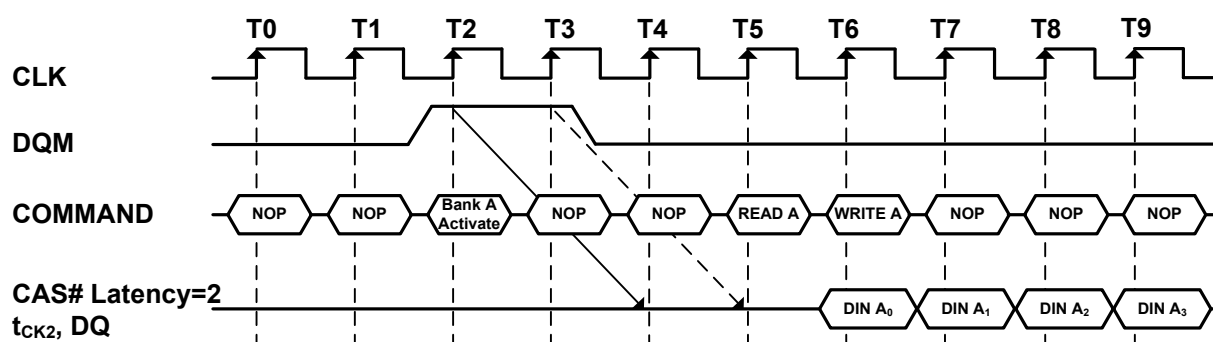 T0 T1 T2 T3 T4 T5 T6 T7 T8 T9
CLK
DQM
COMMAND NOP NOP Bank A Activate NOP NOP READ A WRITE A NOP NOP NOP
CAS# Latency=2
tCK2, DQ DIN A0 DIN A1 DIN A2 DIN A3